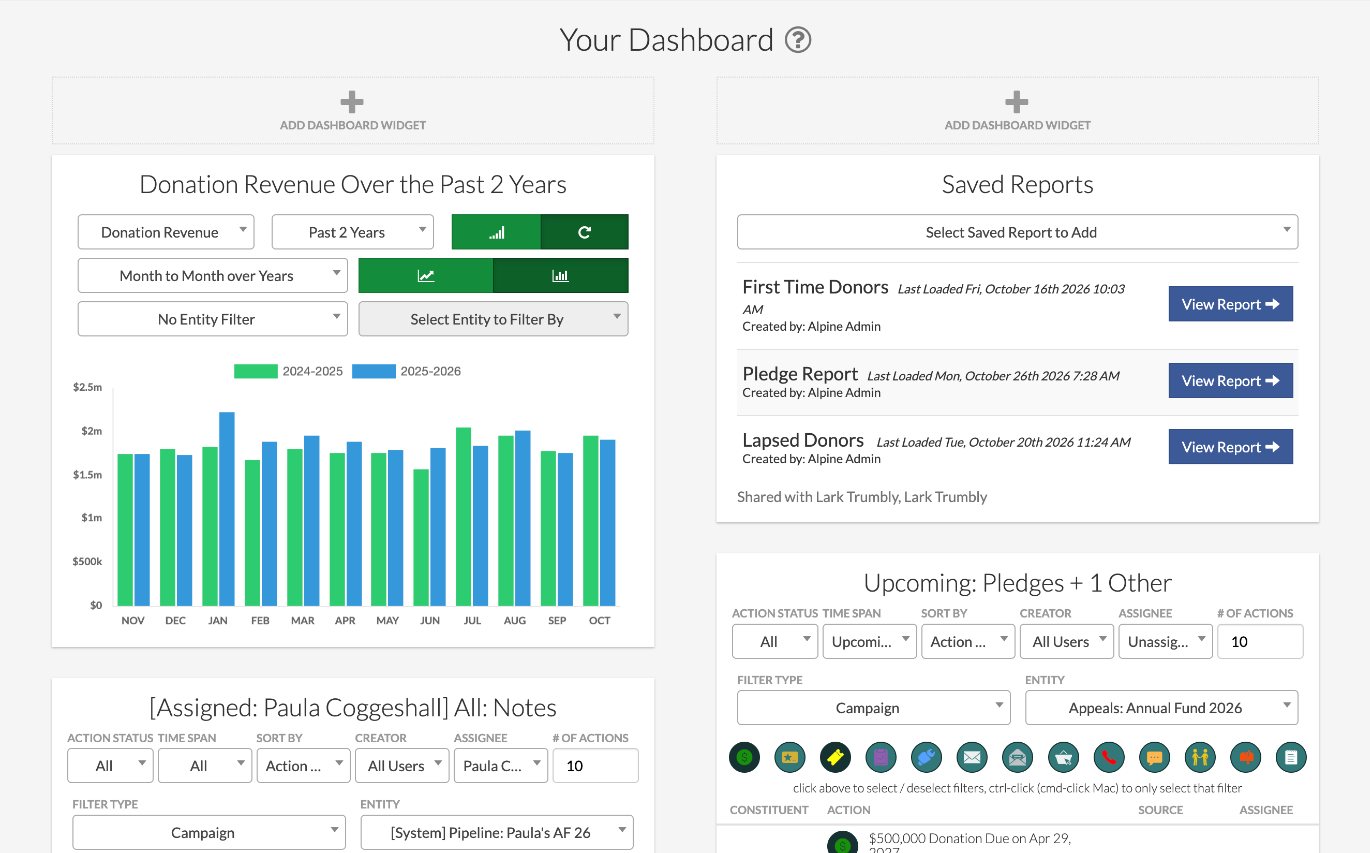 Your Dashboard ?
ADD DASHBOARD WIDGET
ADD DASHBOARD WIDGET
Donation Revenue Over the Past 2 Years
Donation Revenue
Past 2 Years
Month to Month over Years
No Entity Filter
Select Entity to Filter By
2024-2025
2025-2026
$2.5m
$2m
$1.5m
$1m
$500k
$0
NOV DEC JAN FEB MAR APR MAY JUN JUL AUG SEP OCT
[Assigned: Paula Coggeshall] All: Notes
ACTION STATUS TIME SPAN SORT BY CREATOR ASSIGNEE # OF ACTIONS
All All Action ... All Users Paula C... 10
FILTER TYPE ENTITY
Campaign [System] Pipeline: Paula's AF 26
Saved Reports
Select Saved Report to Add
First Time Donors Last Loaded Fri, October 16th 2026 10:03
AM
Created by: Alpine Admin
View Report
Pledge Report Last Loaded Mon, October 26th 2026 7:28 AM
Created by: Alpine Admin
View Report
Lapsed Donors Last Loaded Tue, October 20th 2026 11:24 AM
Created by: Alpine Admin
View Report
Shared with Lark Trumbly, Lark Trumbly
Upcoming: Pledges + 1 Other
ACTION STATUS TIME SPAN SORT BY CREATOR ASSIGNEE # OF ACTIONS
All Upcomi... Action ... All Users Unassig... 10
FILTER TYPE ENTITY
Campaign Appeals: Annual Fund 2026
click above to select / deselect filters, ctrl-click (cmd-click Mac) to only select that filter
CONSTITUENT ACTION SOURCE ASSIGNEE
$500,000 Donation Due on Apr 29,
2027